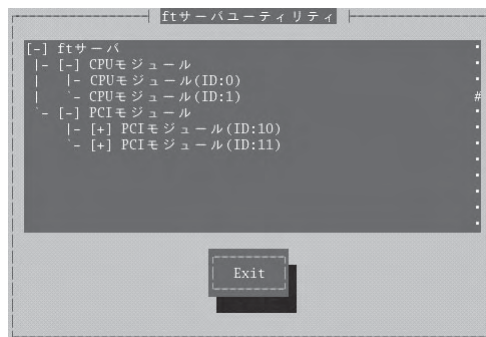 ftサーバユーティリティ
[-] ftサーバ
|- [-] CPUモジュール
|   |- CPUモジュール(ID:0)
|   `- CPUモジュール(ID:1) #
`- [-] PCIモジュール
    |- [+] PCIモジュール(ID:10)
    `- [+] PCIモジュール(ID:11)
Exit